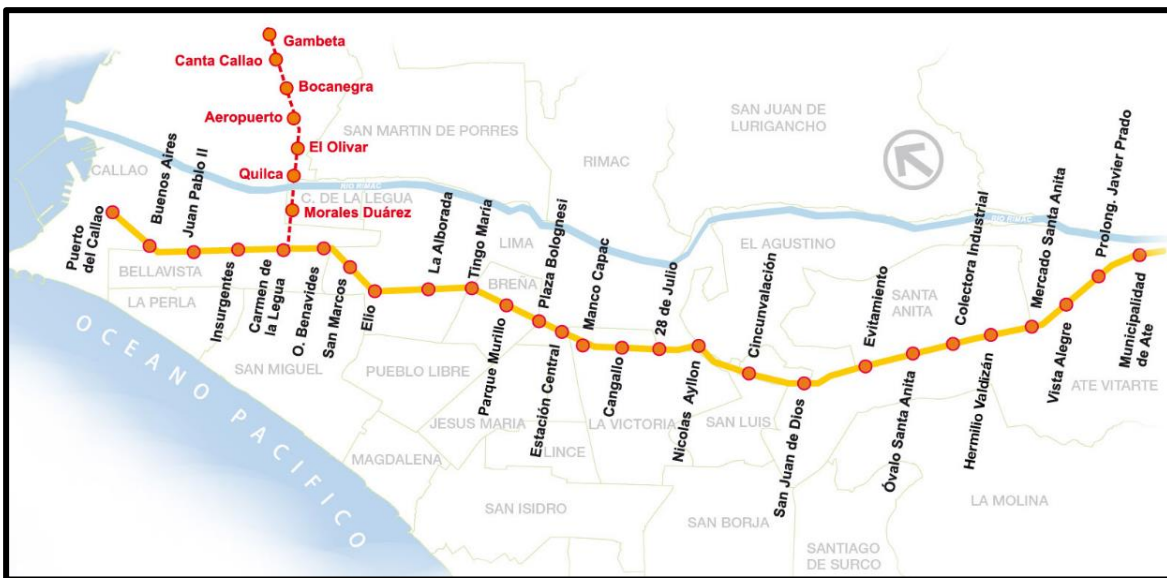 Gambeta
Canta Callao
Bocanegra
Aeropuerto
El Olivar
Quilca
Morales Duárez
SAN MARTIN DE PORRES
RIMAC
SAN JUAN DE
LURIGANCHO
CALLAO
RIO RIMAC
C. DE LA LEGUA
RIO RIMAC
LIMA
EL AGUSTINO
BELLAVISTA
LA PERLA
BREÑA
SANTA
ANITA
SAN MIGUEL
PUEBLO LIBRE
JESUS MARIA
LA VICTORIA
SAN LUIS
ATE VITARTE
MAGDALENA
LINCE
SAN ISIDRO
SAN BORJA
LA MOLINA
SANTIAGO
DE SURCO
OCEANO PACIFICO
Puerto
del Callao
Buenos Aires
Juan Pablo II
Insurgentes
Carmen de
la Legua
O. Benavides
San Marcos
Elio
La Alborada
Tingo María
Parque Murillo
Plaza Bolognesi
Estación Central
Manco Capac
Cangallo
28 de Julio
Nicolas Ayllon
Cincunvalación
San Juan de Dios
Evitamiento
Óvalo Santa Anita
Colectora Industrial
Hermilio Valdizán
Mercado Santa Anita
Vista Alegre
Prolong. Javier Prado
Municipalidad
de Ate